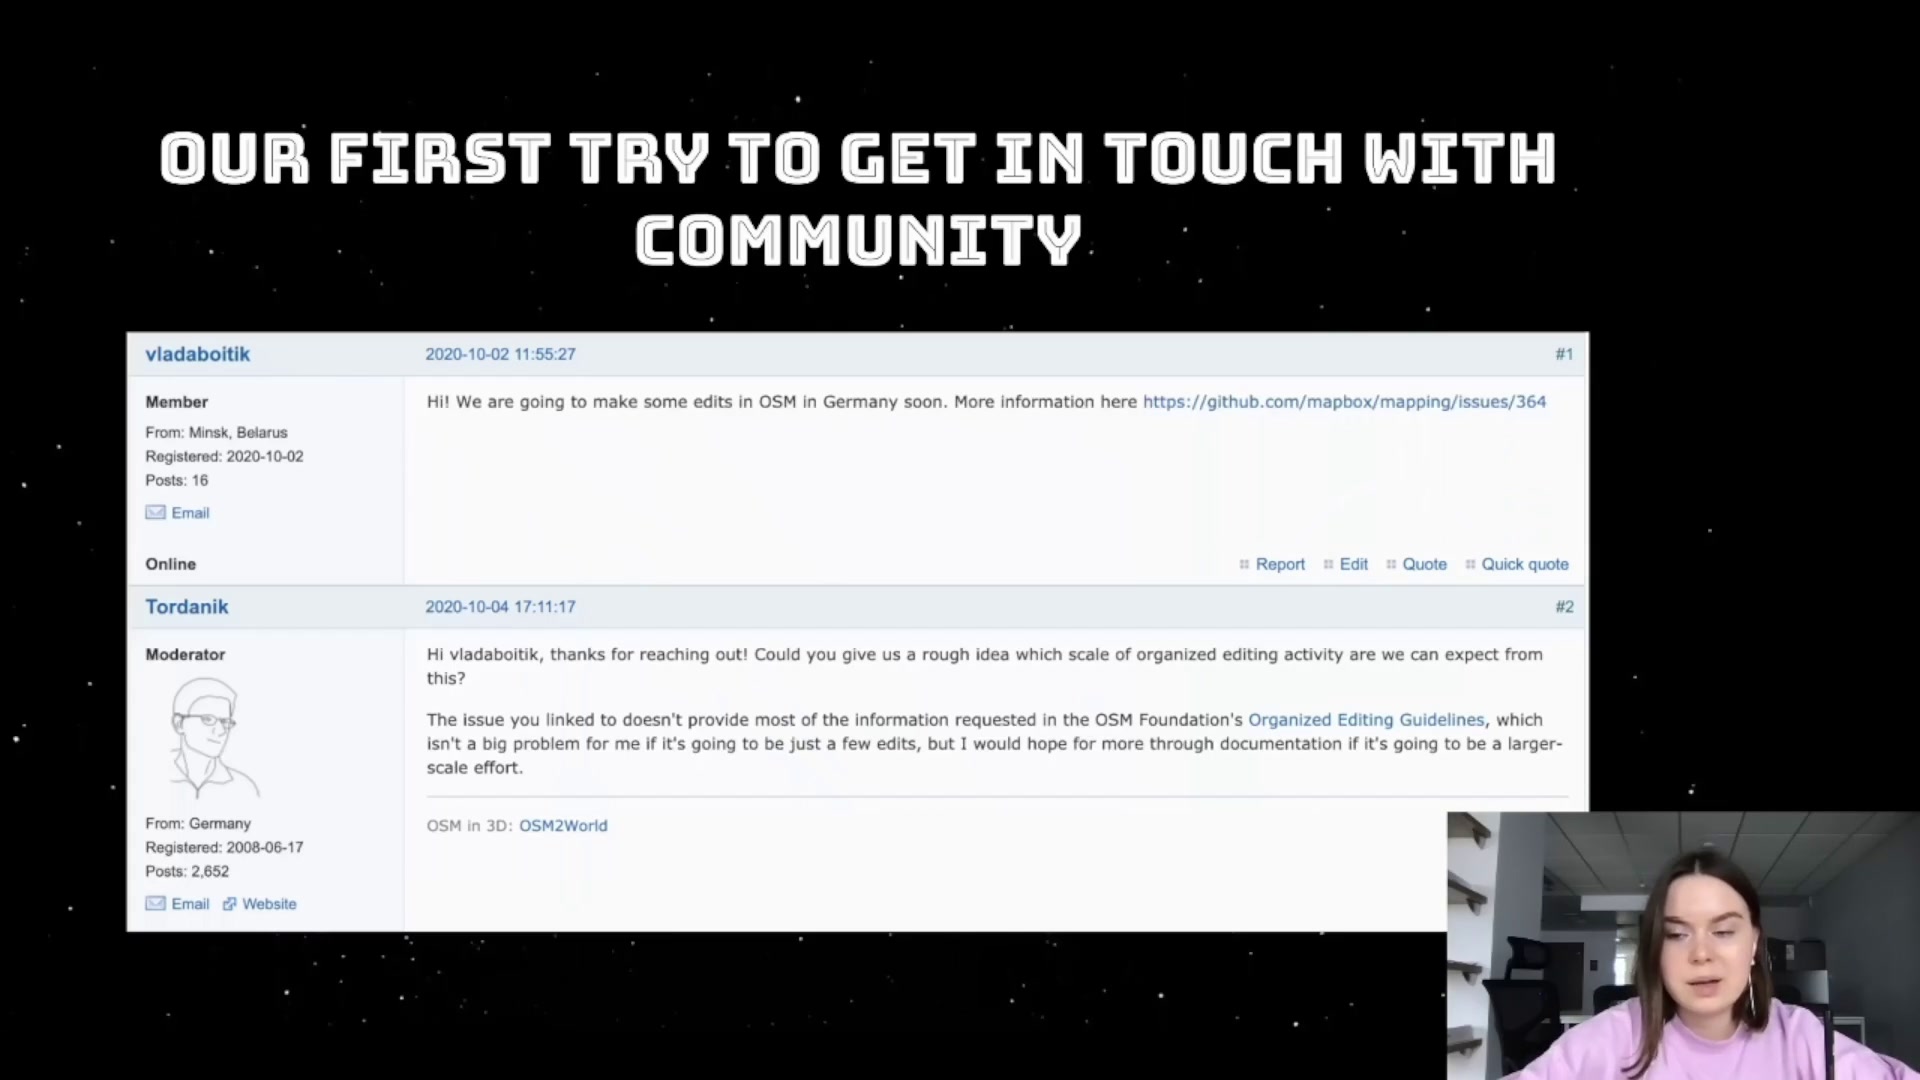 OUR FIRST TRY TO GET IN TOUCH WITH
COMMUNITY
vladaboitik 2020-10-02 11:55:27 #1
Member
From: Minsk, Belarus
Registered: 2020-10-02
Posts: 16
Email
Online
Hi! We are going to make some edits in OSM in Germany soon. More information here https://github.com/mapbox/mapping/issues/364
Report Edit Quote Quick quote
Tordanik 2020-10-04 17:11:17 #2
Moderator
From: Germany
Registered: 2008-06-17
Posts: 2,652
Email Website
Hi vladaboitik, thanks for reaching out! Could you give us a rough idea which scale of organized editing activity are we can expect from
this?
The issue you linked to doesn't provide most of the information requested in the OSM Foundation's Organized Editing Guidelines, which
isn't a big problem for me if it's going to be just a few edits, but I would hope for more through documentation if it's going to be a larger-
scale effort.
OSM in 3D: OSM2World